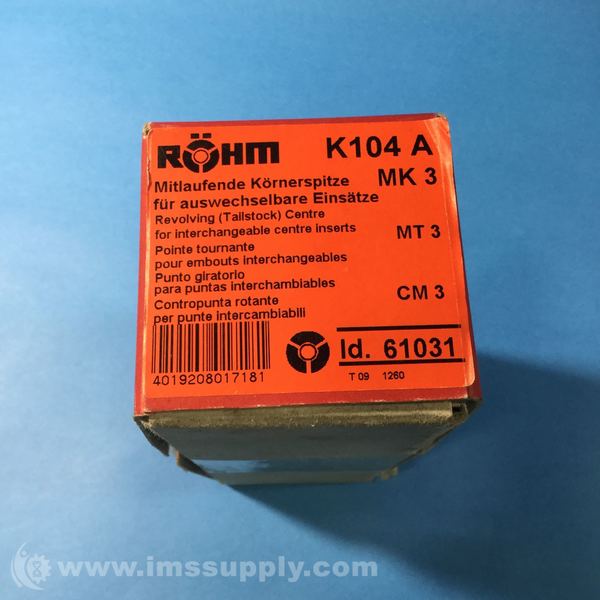 RÖHM K104 A
Mitlaufende Körnerspitze MK 3
für auswechselbare Einsätze
Revolving (Tailstock) Centre
for interchangeable centre inserts MT 3
Pointe tournante
pour embouts interchangeables
Punto giratorio
para puntas interchambiables CM 3
Contropunta rotante
per punte intercambiabili
Id. 61031
4019208017181 T 09 1260
www.imssupply.com